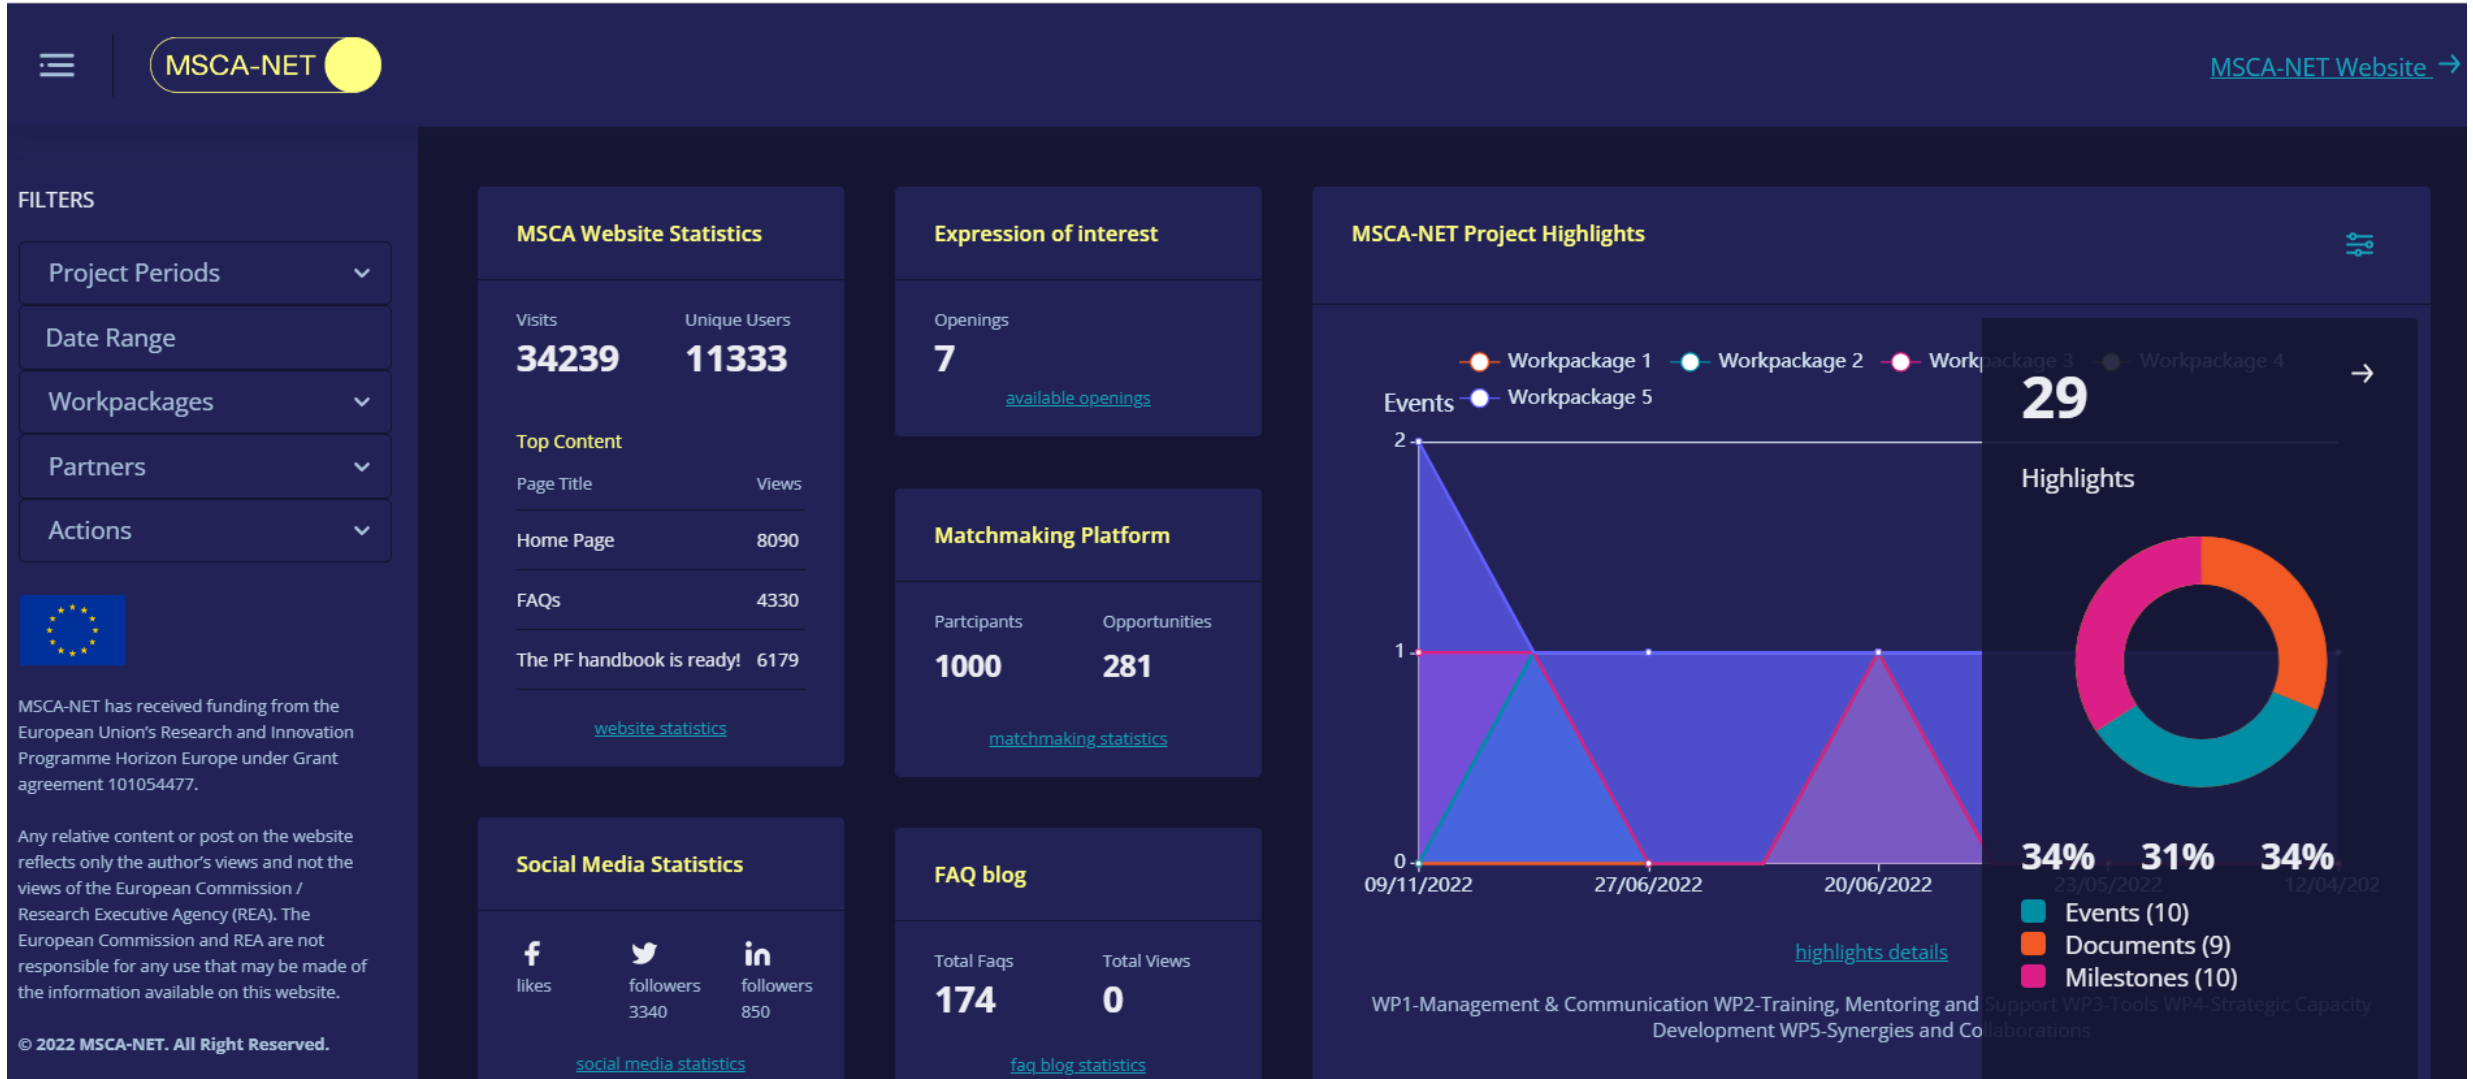 MSCA-NET
MSCA-NET Website
FILTERS
Project Periods
Date Range
Workpackages
Partners
Actions
MSCA-NET has received funding from the
European Union's Research and Innovation
Programme Horizon Europe under Grant
agreement 101054477.
Any relative content or post on the website
reflects only the author's views and not the
views of the European Commission /
Research Executive Agency (REA). The
European Commission and REA are not
responsible for any use that may be made of
the information available on this website.
© 2022 MSCA-NET. All Right Reserved.
MSCA Website Statistics
Visits Unique Users
34239 11333
Top Content
Page Title Views
Home Page 8090
FAQs 4330
The PF handbook is ready! 6179
website statistics
Social Media Statistics
likes followers followers
3340 850
social media statistics
Expression of interest
Openings
7
available openings
Matchmaking Platform
Partcipants Opportunities
1000 281
matchmaking statistics
FAQ blog
Total Faqs Total Views
174 0
faq blog statistics
MSCA-NET Project Highlights
Workpackage 1 Workpackage 2 Workpackage 3 Workpackage 4
Events Workpackage 5
2
1
0
09/11/2022 27/06/2022 20/06/2022 23/05/2022 12/04/202
highlights details
WP1-Management & Communication WP2-Training, Mentoring and Support WP3-Tools WP4-Strategic Capacity
Development WP5-Synergies and Collaborations
29
Highlights
34% 31% 34%
Events (10)
Documents (9)
Milestones (10)